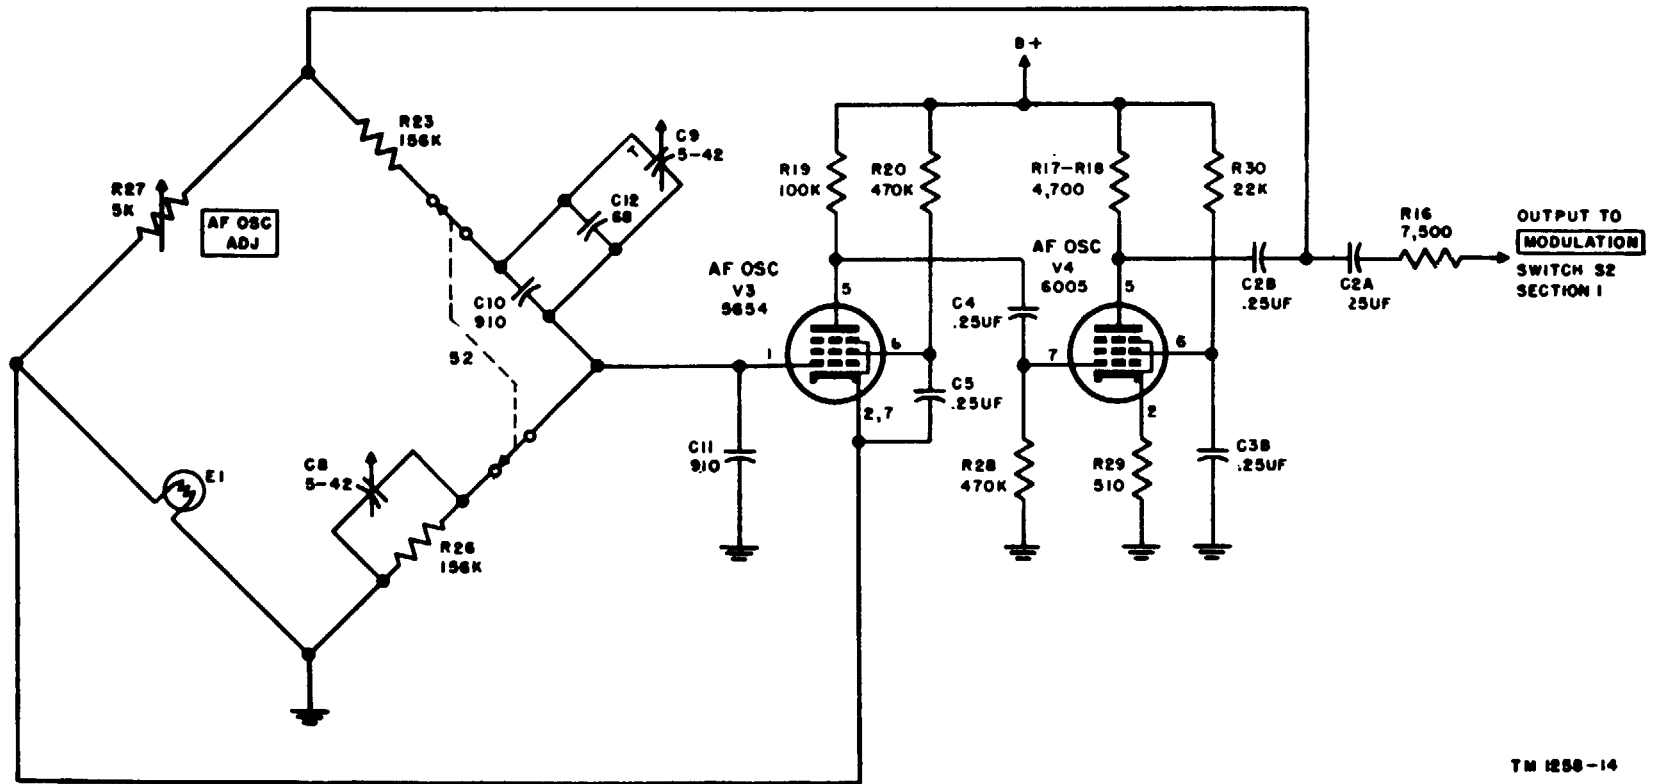 B+
R23
156K
C9
5-42
T
R27
5K
AF OSC
ADJ
C12
68
R19
100K
R20
470K
R17-R18
4,700
R30
22K
R16
7,500
OUTPUT TO
MODULATION
SWITCH S2
SECTION 1
AF OSC
V3
5654
AF OSC
V4
6005
C10
910
S2
5
5
C2B
.25UF
C2A
25UF
C4
.25UF
1
6
7
6
C5
.25UF
2,7
2
C11
910
C8
5-42
E1
R26
156K
R28
470K
R29
510
C3B
.25UF
TM 1258-14